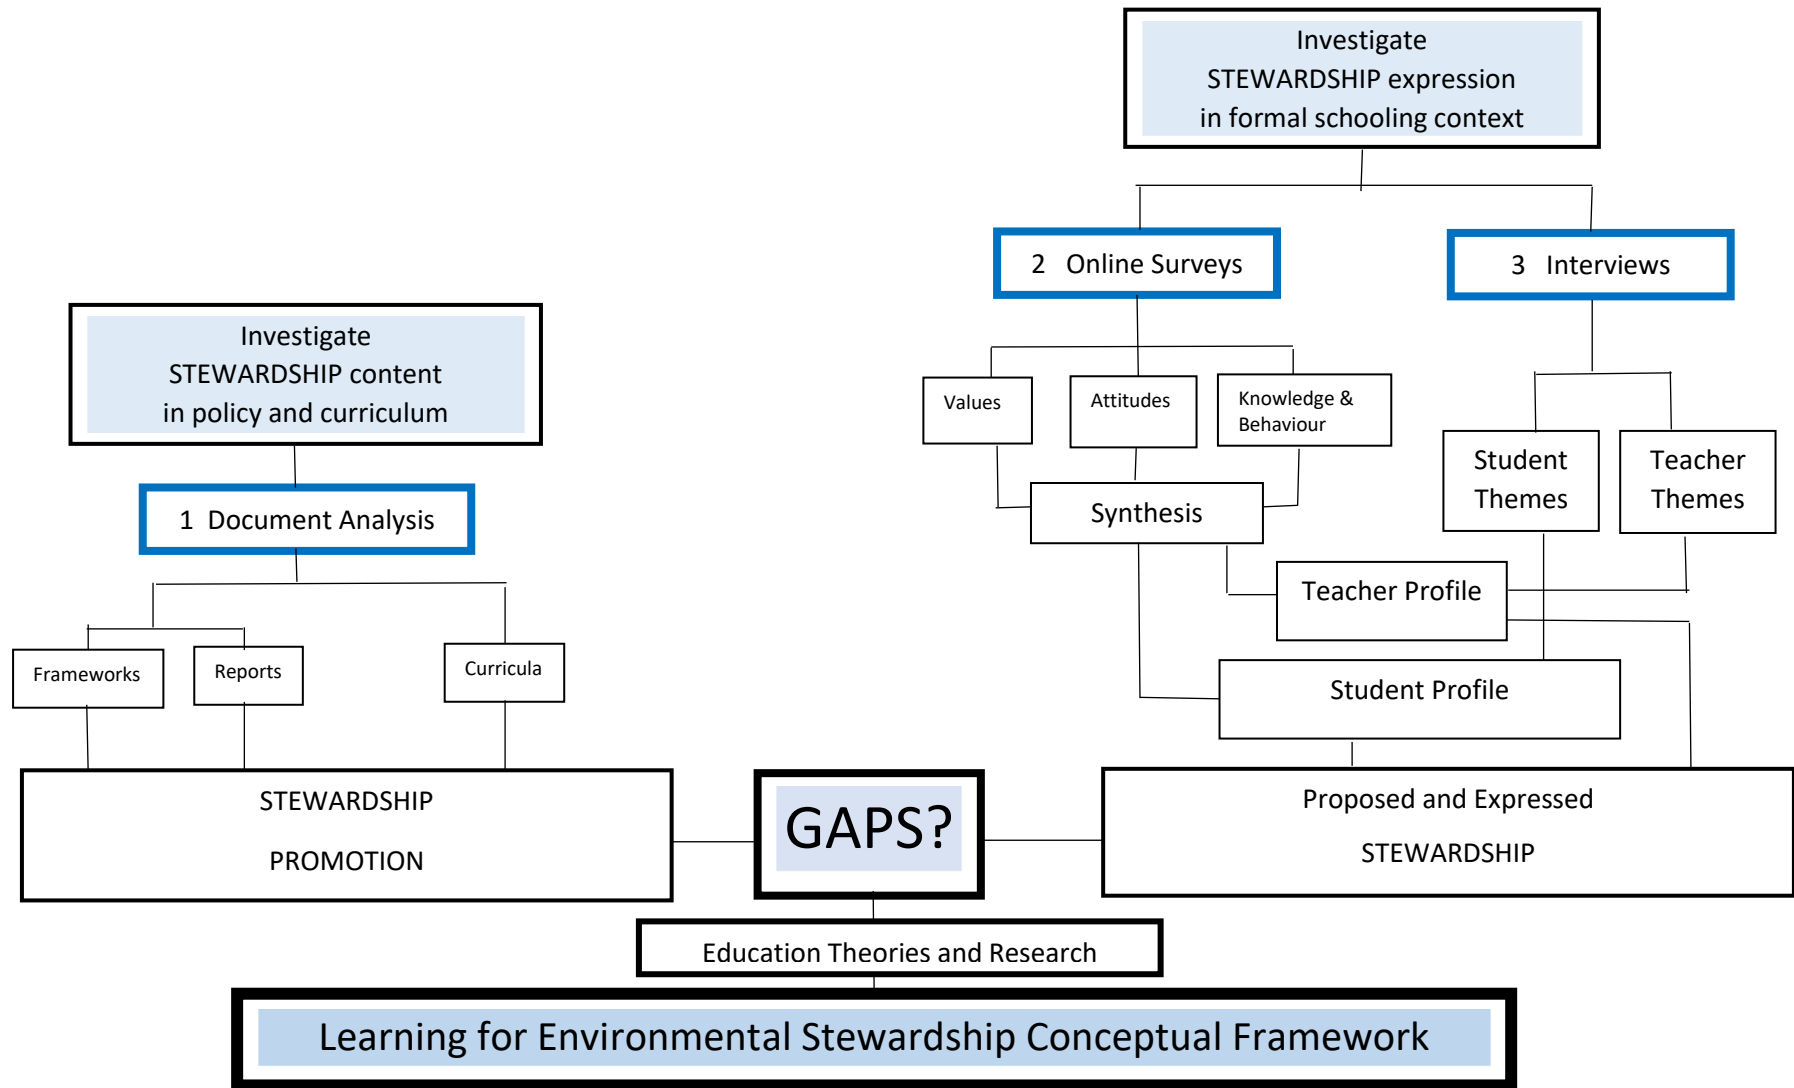 Investigate
STEWARDSHIP expression
in formal schooling context
2 Online Surveys
3 Interviews
Investigate
STEWARDSHIP content
in policy and curriculum
Values
Attitudes
Knowledge &
Behaviour
Student
Themes
Teacher
Themes
1 Document Analysis
Synthesis
Teacher Profile
Frameworks
Reports
Curricula
Student Profile
STEWARDSHIP
PROMOTION
GAPS?
Proposed and Expressed
STEWARDSHIP
Education Theories and Research
Learning for Environmental Stewardship Conceptual Framework